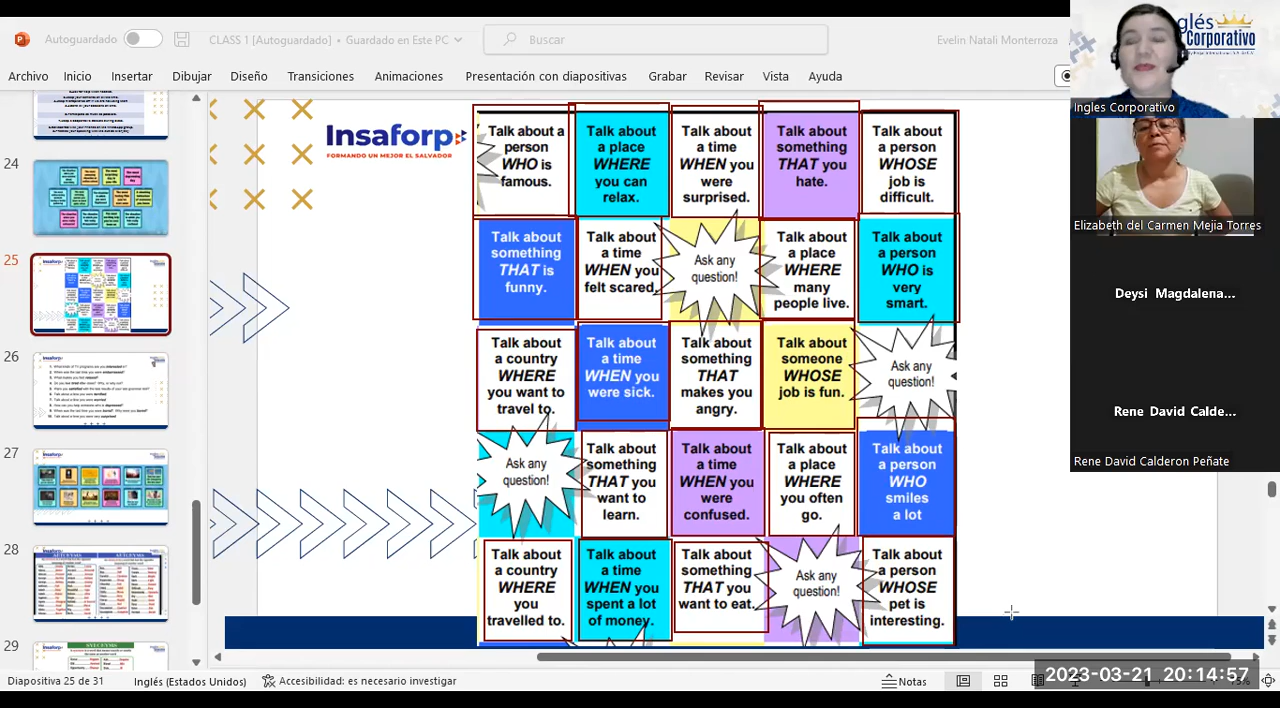 Autoguardado
CLASS 1 [Autoguardado] • Guardado en Este PC
Buscar
Evelin Natali Monterroza
Archivo
Inicio
Insertar
Dibujar
Diseño
Transiciones
Animaciones
Presentación con diapositivas
Grabar
Revisar
Vista
Ayuda
glés
Corporativo
Ingles Corporativo
Elizabeth del Carmen Mejia Torres
Deysi Magdalena...
Rene David Calde...
Rene David Calderon Peñate
24
25
26
27
28
29
Insaforp
FORMANDO UN MEJOR EL SALVADOR
Talk about a
person
WHO is
famous.
Talk about
a place
WHERE
you can
relax.
Talk about
a time
WHEN you
were
surprised.
Talk about
something
THAT you
hate.
Talk about
a person
WHOSE
job is
difficult.
Talk about
something
THAT is
funny.
Talk about
a time
WHEN you
felt scared.
Ask any
question!
Talk about
a place
WHERE
many
people live.
Talk about
a person
WHO is
very
smart.
Talk about
a country
WHERE
you want to
travel to.
Talk about
a time
WHEN you
were sick.
Talk about
something
THAT
makes you
angry.
Talk about
someone
WHOSE
job is fun.
Ask any
question!
Ask any
question!
Talk about
something
THAT you
want to
learn.
Talk about
a time
WHEN you
were
confused.
Talk about
a place
WHERE
you often
go.
Talk about
a person
WHO
smiles
a lot
Talk about
a country
WHERE
you
travelled to.
Talk about
a time
WHEN you
spent a lot
of money.
Talk about
something
THAT you
want to eat.
Ask any
question!
Talk about
a person
WHOSE
pet is
interesting.
Diapositiva 25 de 31
Inglés (Estados Unidos)
Accesibilidad: es necesario investigar
Notas
2023-03-21 20:14:57